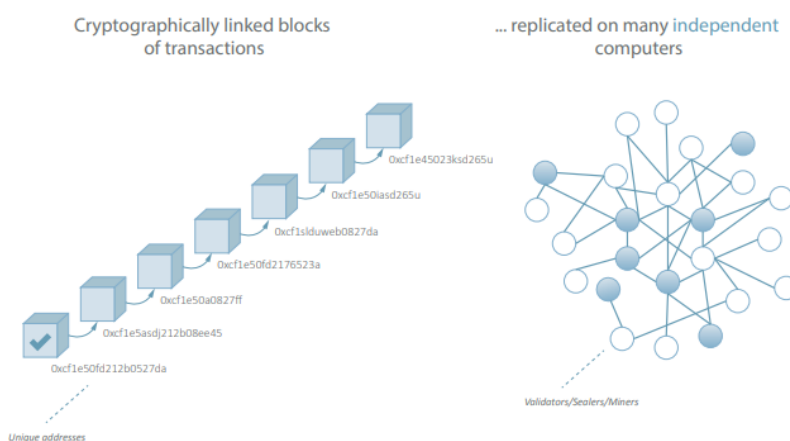 Cryptographically linked blocks
of transactions
... replicated on many independent
computers
0xcf1e45023ksd265u
0xcf1e50iasd265u
0xcf1slduweb0827da
0xcf1e50fd2176523a
0xcf1e50a0827ff
0xcf1e5asdj212b08ee45
0xcf1e50fd212b0527da
Unique addresses
Validators/Sealers/Miners